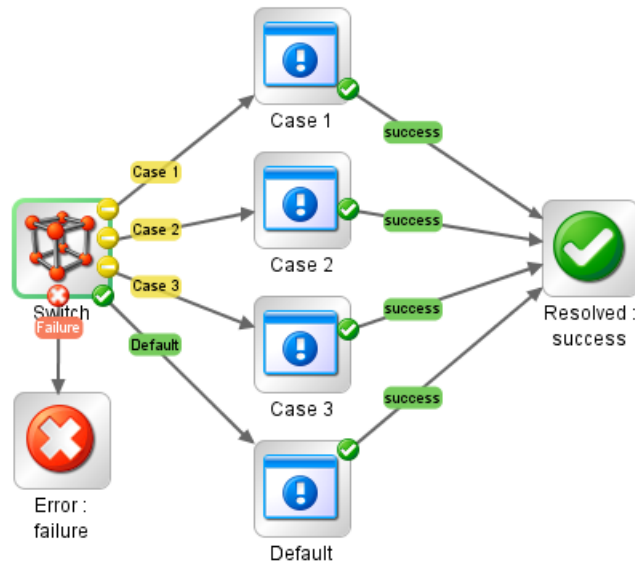 Case 1
success
Case 1
Case 2
success
Case 2
Switch
Failure
Case 3
success
Resolved :
success
Default
Case 3
success
Error :
failure
Default